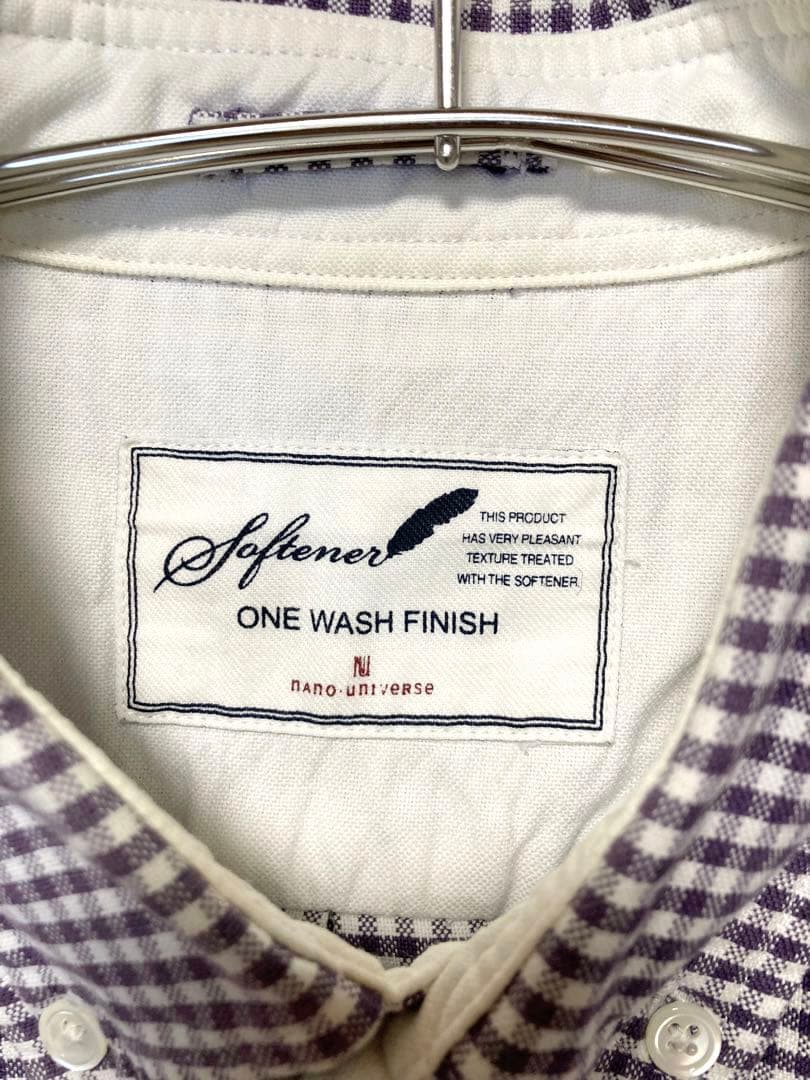 Softener
THIS PRODUCT
HAS VERY PLEASANT
TEXTURE TREATED
WITH THE SOFTENER.
ONE WASH FINISH
NU
nano·universe